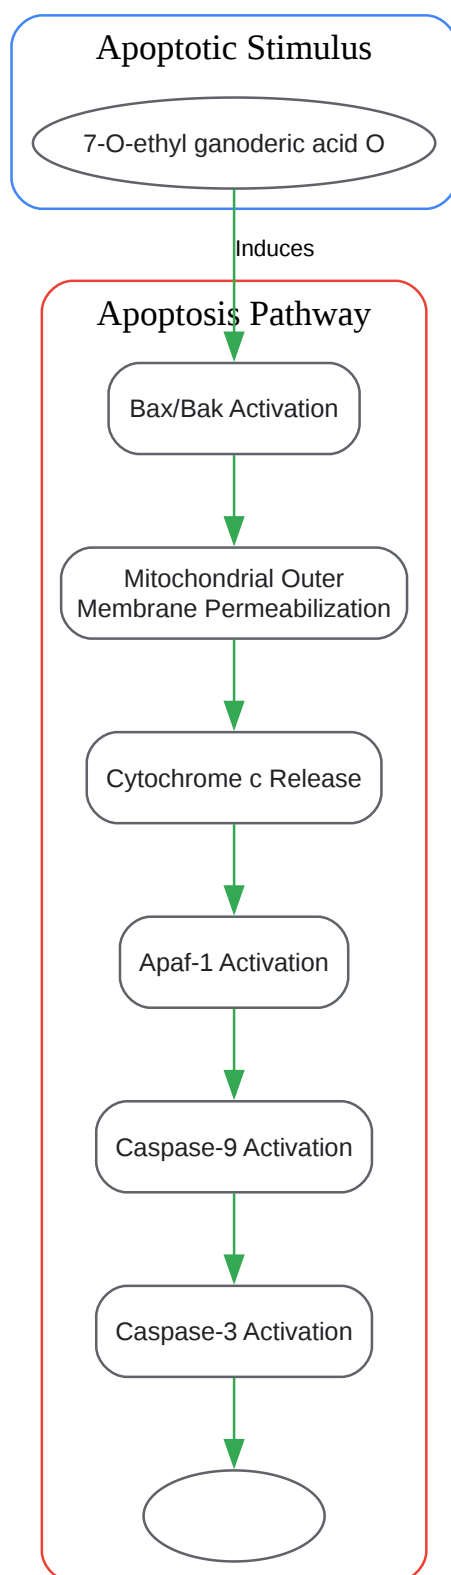 Apoptotic Stimulus
7-O-ethyl ganoderic acid O
Induces
Apoptosis Pathway
Bax/Bak Activation
Mitochondrial Outer
Membrane Permeabilization
Cytochrome c Release
Apaf-1 Activation
Caspase-9 Activation
Caspase-3 Activation